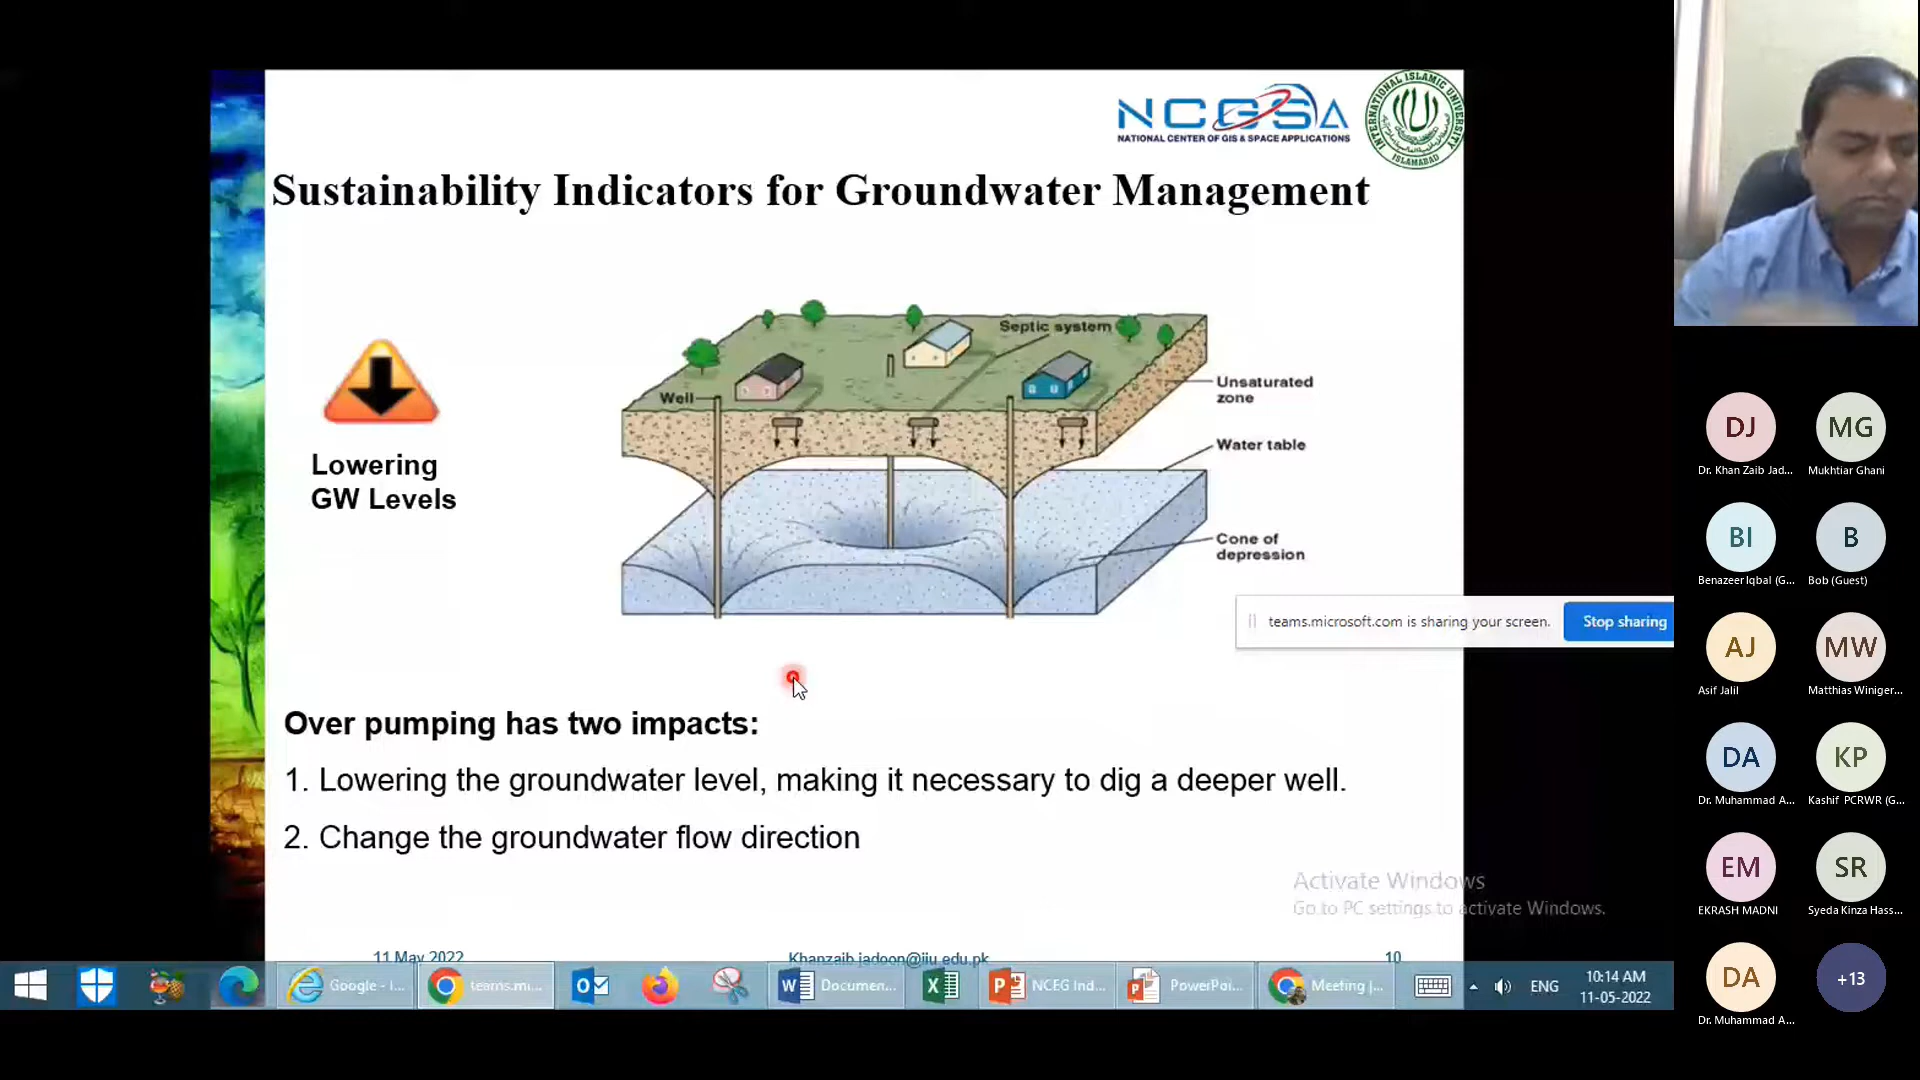 NCGSA
NATIONAL CENTER OF GIS & SPACE APPLICATIONS
INTERNATIONAL ISLAMIC UNIVERSITY
ISLAMABAD
Sustainability Indicators for Groundwater Management
Septic system
Unsaturated
zone
Well
Water table
Cone of
depression
Lowering
GW Levels
teams.microsoft.com is sharing your screen.
Stop sharing
Over pumping has two impacts:
1. Lowering the groundwater level, making it necessary to dig a deeper well.
2. Change the groundwater flow direction
Activate Windows
Go to PC settings to activate Windows.
11 May 2022
Khanzaib.jadoon@iiu.edu.pk
10
Google - I...
teams.mi...
Documen...
NCEG Ind...
PowerPoi...
Meeting |...
ENG
10:14 AM
11-05-2022
DJ
MG
Dr. Khan Zaib Jad...
Mukhtiar Ghani
BI
B
Benazeer Iqbal (G...
Bob (Guest)
AJ
MW
Asif Jalil
Matthias Winiger...
DA
KP
Dr. Muhammad A...
Kashif PCRWR (G...
EM
SR
EKRASH MADNI
Syeda Kinza Hass...
DA
+13
Dr. Muhammad A...